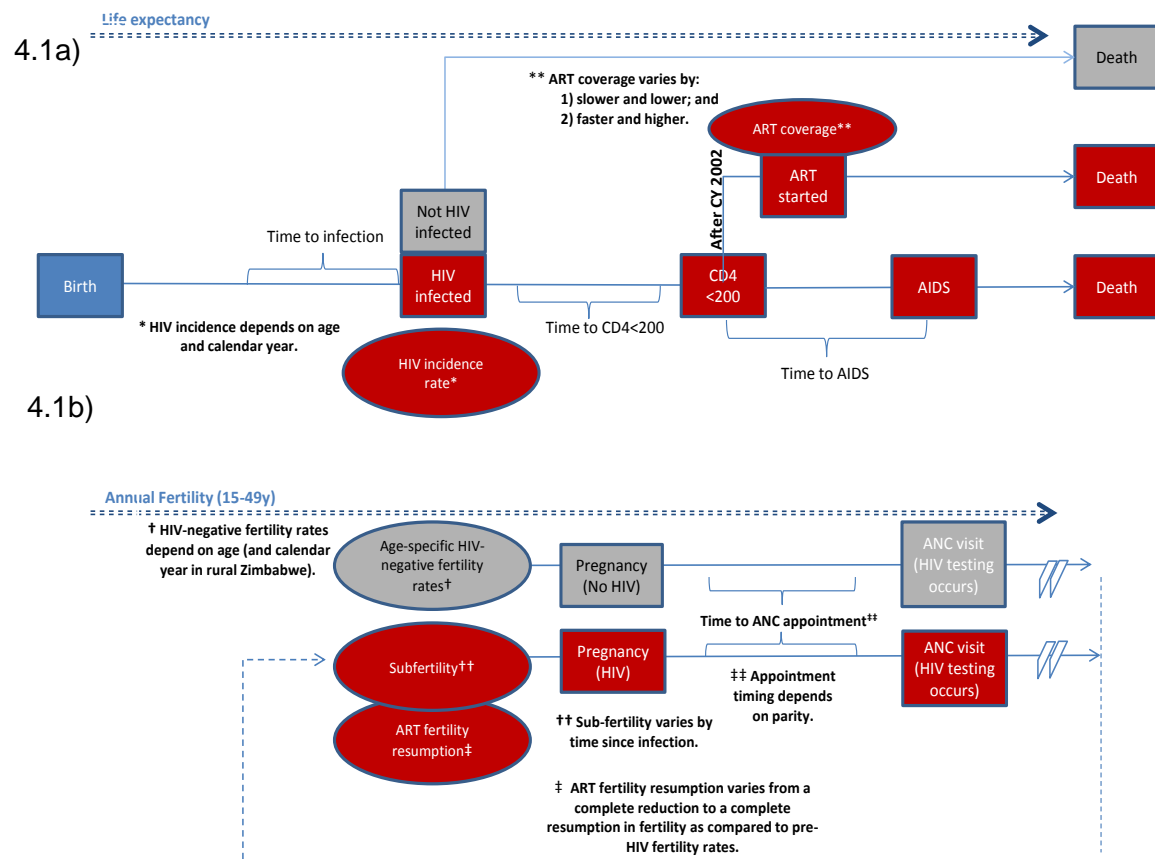 Life expectancy
4.1a)
Death
** ART coverage varies by:
1) slower and lower; and
2) faster and higher.
ART coverage**
After CY 2002
ART
started
Death
Not HIV
infected
Time to infection
Birth
HIV
infected
CD4
<200
AIDS
Death
* HIV incidence depends on age
and calendar year.
Time to CD4<200
HIV incidence
rate*
Time to AIDS
4.1b)
Annual Fertility (15-49y)
† HIV-negative fertility rates
depend on age (and calendar
year in rural Zimbabwe).
Age-specific HIV-
negative fertility
rates†
Pregnancy
(No HIV)
ANC visit
(HIV testing
occurs)
Time to ANC appointment‡‡
Subfertility††
Pregnancy
(HIV)
ANC visit
(HIV testing
occurs)
‡‡ Appointment
timing depends
on parity.
ART fertility
resumption‡
†† Sub-fertility varies by
time since infection.
‡ ART fertility resumption varies from a
complete reduction to a complete
resumption in fertility as compared to pre-
HIV fertility rates.